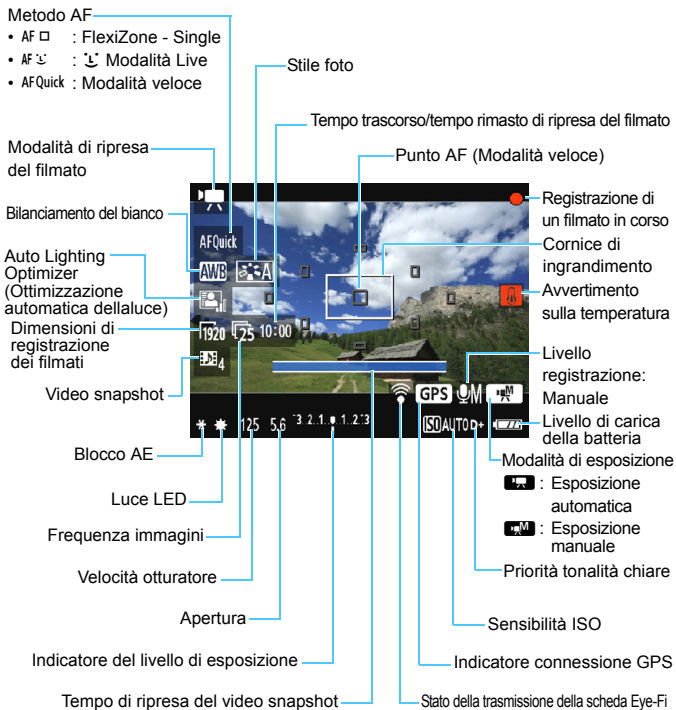 Metodo AF
• AF □ : FlexiZone - Single
• AF : Modalità Live
• AFQuick : Modalità veloce
Stile foto
Tempo trascorso/tempo rimasto di ripresa del filmato
Modalità di ripresa
del filmato
Punto AF (Modalità veloce)
Bilanciamento del bianco
Registrazione di
un filmato in corso
Cornice di
ingrandimento
Auto Lighting
Optimizer
(Ottimizzazione
automatica dellaluce)
Avvertimento
sulla temperatura
Dimensioni di
registrazione
dei filmati
Video snapshot
Livello
registrazione:
Manuale
AFQuick
AWB
A
1920 25 10:00
4
GPS M M
125 5.6 -3..2..1..0..1..2.:3 ISO AUTO D+
Livello di carica
della batteria
Blocco AE
Modalità di esposizione
: Esposizione
automatica
M : Esposizione
manuale
Luce LED
Frequenza immagini
Velocità otturatore
Priorità tonalità chiare
Apertura
Sensibilità ISO
Indicatore del livello di esposizione
Indicatore connessione GPS
Tempo di ripresa del video snapshot
Stato della trasmissione della scheda Eye-Fi